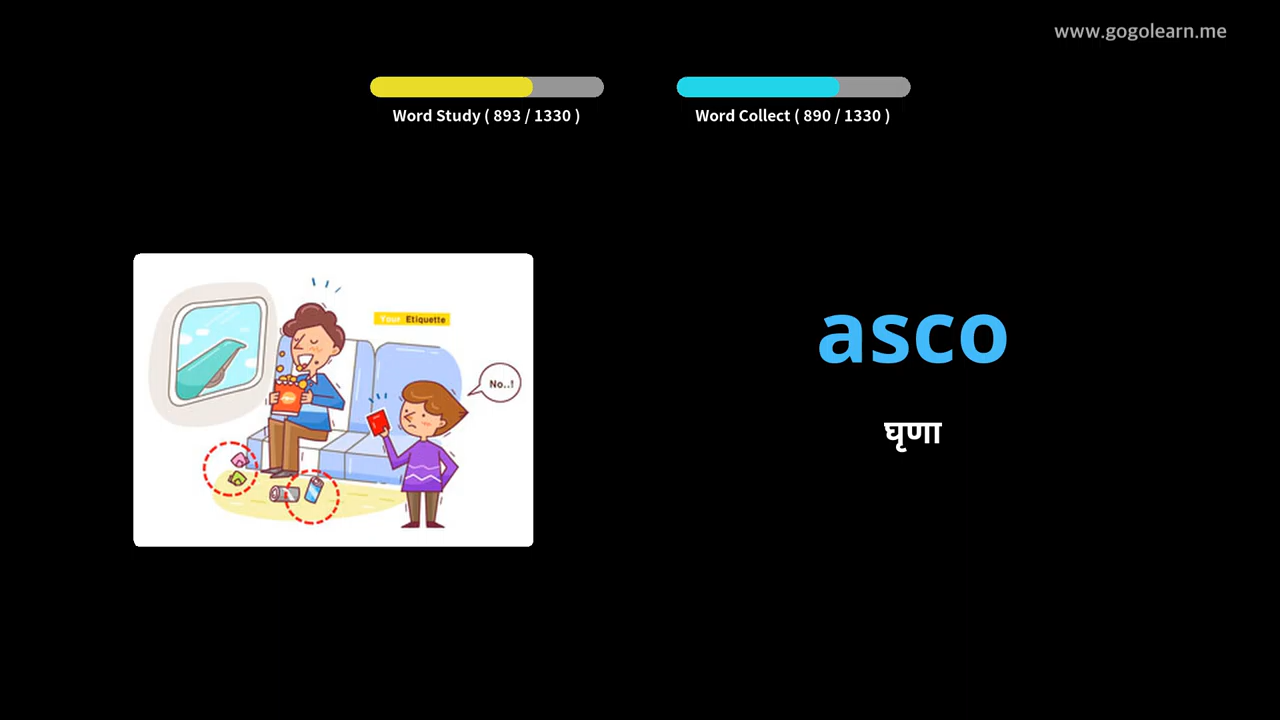 www.gogolearn.me
Word Study ( 893 / 1330 )
Word Collect ( 890 / 1330 )
Your Etiquette
No..!
asco
घृणा